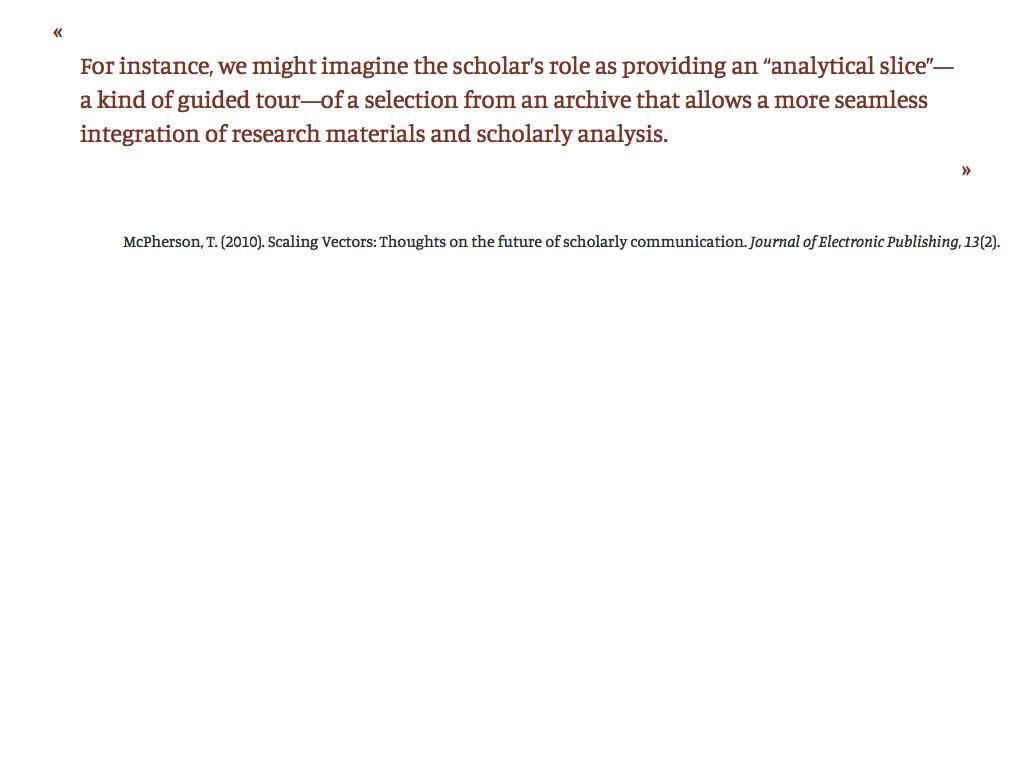 «
For instance, we might imagine the scholar’s role as providing an “analytical slice”—
a kind of guided tour—of a selection from an archive that allows a more seamless
integration of research materials and scholarly analysis.
»
McPherson, T. (2010). Scaling Vectors: Thoughts on the future of scholarly communication. Journal of Electronic Publishing, 13(2).